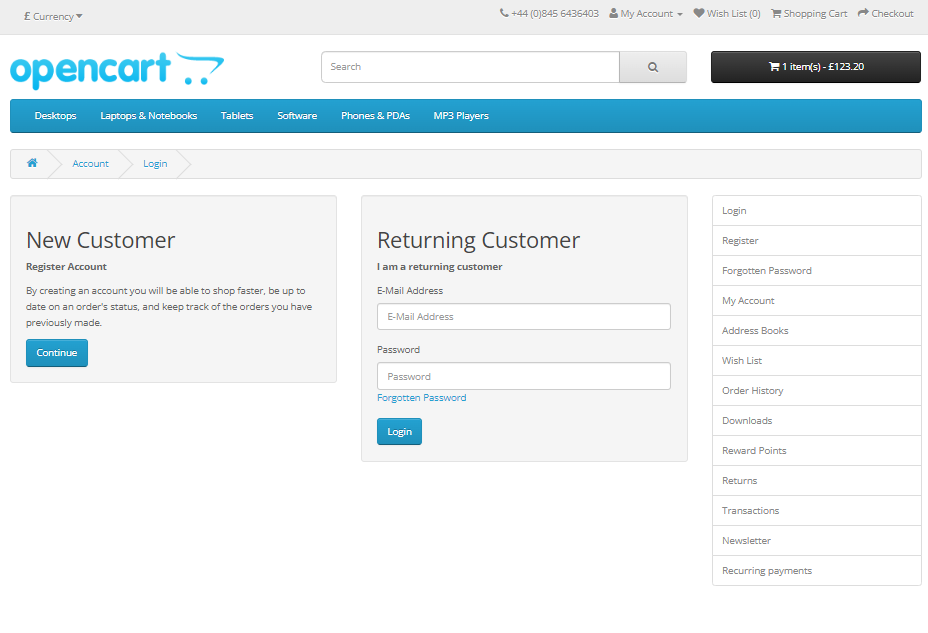 £ Currency
+44 (0)845 6436403 My Account Wish List (0) Shopping Cart Checkout
opencart
Search
1 item(s) - £123.20
Desktops Laptops & Notebooks Tablets Software Phones & PDAs MP3 Players
Account Login
New Customer
Register Account
By creating an account you will be able to shop faster, be up to
date on an order's status, and keep track of the orders you have
previously made.
Continue
Returning Customer
I am a returning customer
E-Mail Address
E-Mail Address
Password
Password
Forgotten Password
Login
Login
Register
Forgotten Password
My Account
Address Books
Wish List
Order History
Downloads
Reward Points
Returns
Transactions
Newsletter
Recurring payments